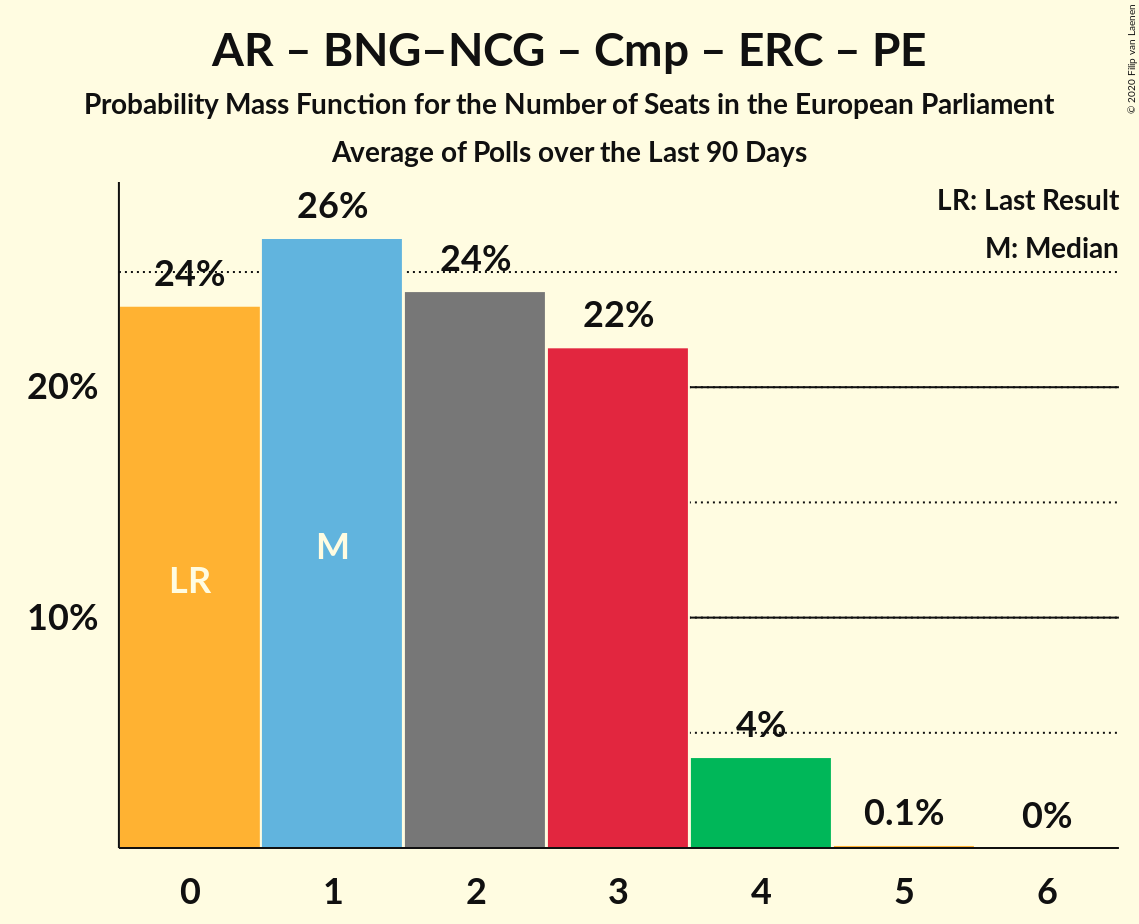 AR – BNG–NCG – Cmp – ERC – PE
Probability Mass Function for the Number of Seats in the European Parliament
Average of Polls over the Last 90 Days
© 2020 Filip van Laenen
LR: Last Result
M: Median
24%
26%
24%
22%
4%
0.1%
0%
20%
10%
LR
M
0
1
2
3
4
5
6